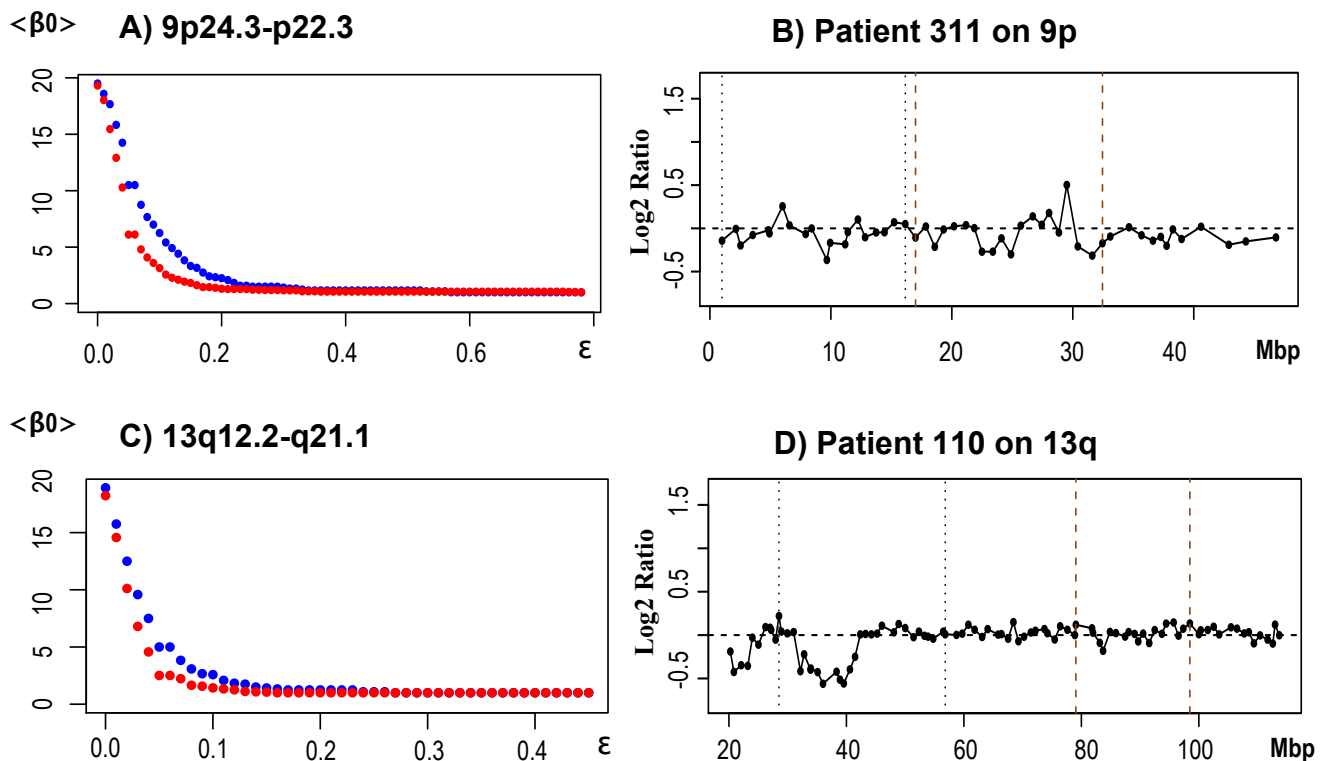 <β0> A) 9p24.3-p22.3
20
15
10
5
0
0.0 0.2 0.4 0.6 ε
B) Patient 311 on 9p
Log2 Ratio
1.5
0.5
-0.5
0 10 20 30 40 Mbp
<β0> C) 13q12.2-q21.1
20
15
10
5
0
0.0 0.1 0.2 0.3 0.4 ε
D) Patient 110 on 13q
Log2 Ratio
1.5
0.5
-0.5
20 40 60 80 100 Mbp